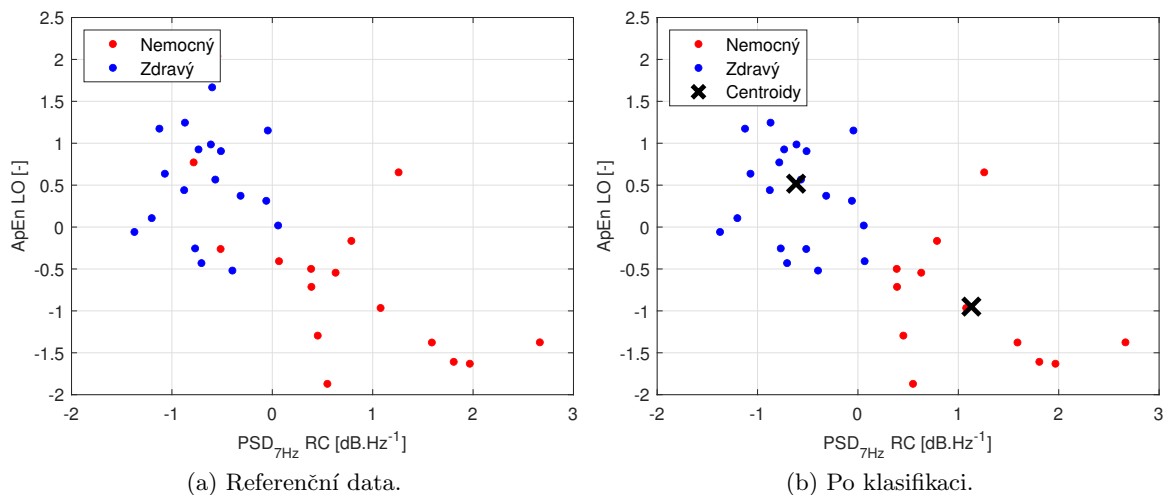 2.5
2
1.5
1
0.5
0
-0.5
-1
-1.5
-2
ApEn LO [-]
Nemocný
Zdravý
-2 -1 0 1 2 3
PSD7Hz RC [dB.Hz-1]
(a) Referenční data.
2.5
2
1.5
1
0.5
0
-0.5
-1
-1.5
-2
ApEn LO [-]
Nemocný
Zdravý
Centroidy
-2 -1 0 1 2 3
PSD7Hz RC [dB.Hz-1]
(b) Po klasifikaci.